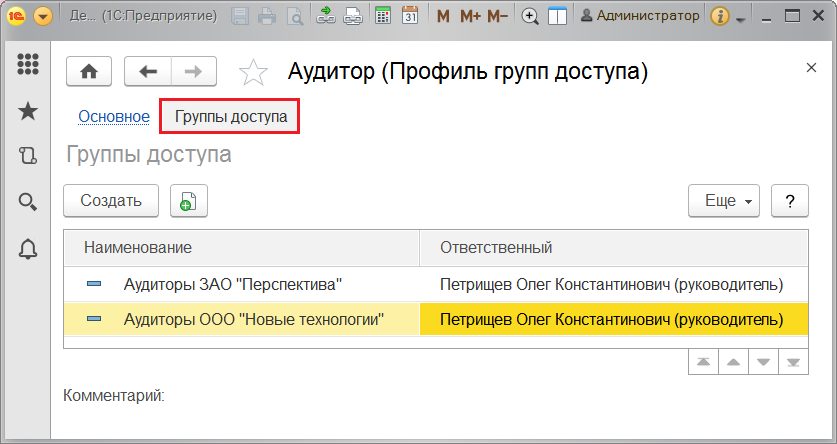 Де... (1С:Предприятие) M M+ M- Администратор
31
Аудитор (Профиль групп доступа)
Основное Группы доступа
Группы доступа
Создать Еще ?
Наименование Ответственный
Аудиторы ЗАО "Перспектива" Петрищев Олег Константинович (руководитель)
Аудиторы ООО "Новые технологии" Петрищев Олег Константинович (руководитель)
Комментарий: